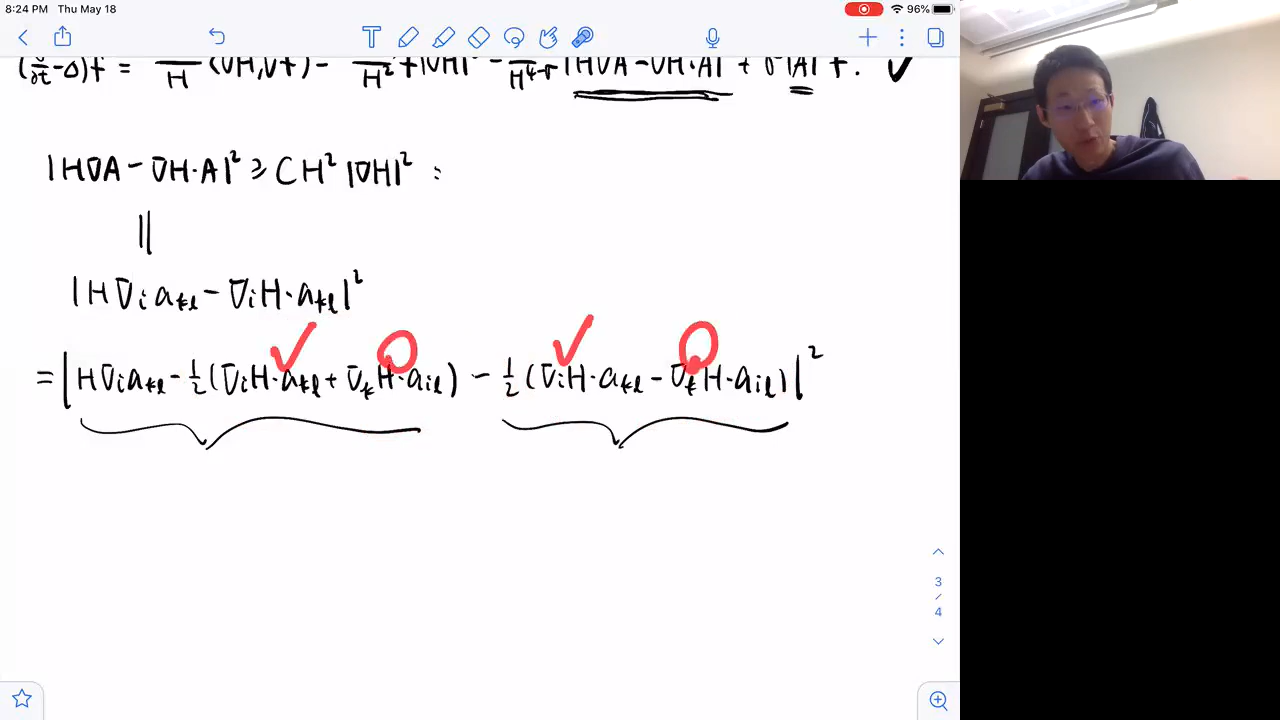 8:24 PM Thu May 18
96%
T
|H∇A − ∇H·A|² ≥ CH² |∇H|² :
||
|H∇ᵢaₖₗ − ∇ᵢH·aₖₗ|²
= |H∇ᵢaₖₗ − ½(∇ᵢH·aₖₗ + ∇ₖH·aᵢₗ) − ½(∇ᵢH·aₖₗ − ∇ₖH·aᵢₗ)|²
3
/
4